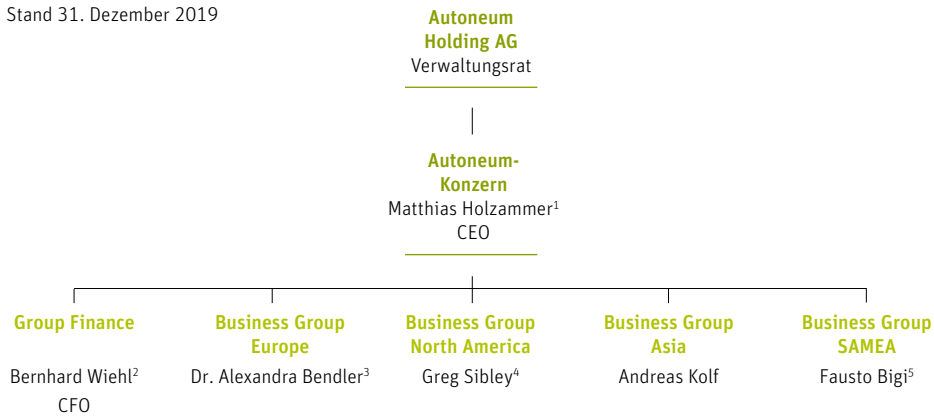 Stand 31. Dezember 2019
Autoneum
Holding AG
Verwaltungsrat
Autoneum-
Konzern
Matthias Holzammer¹
CEO
Group Finance
Bernhard Wiehl²
CFO
Business Group
Europe
Dr. Alexandra Bendler³
Business Group
North America
Greg Sibley⁴
Business Group
Asia
Andreas Kolf
Business Group
SAMEA
Fausto Bigi⁵